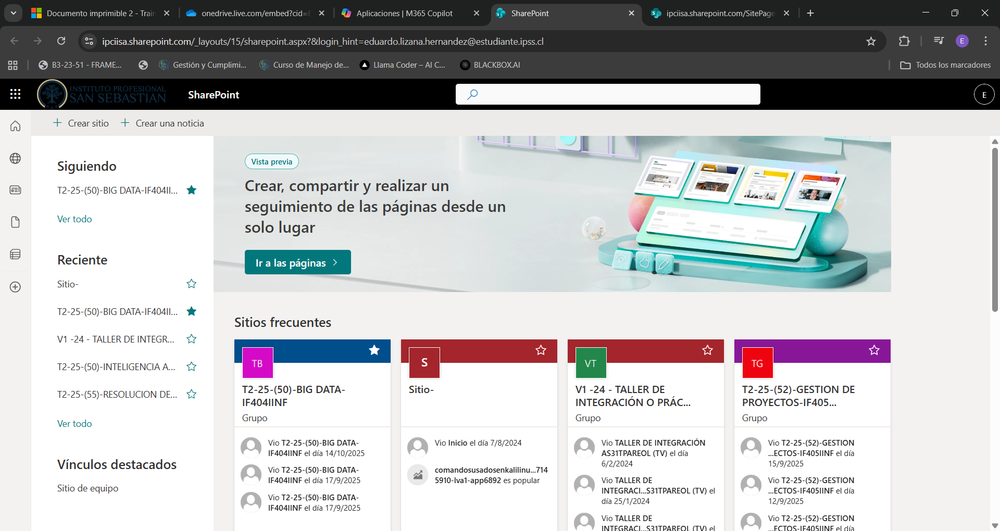 Documento imprimible 2 - Train
onedrive.live.com/embed?cid=E
Aplicaciones | M365 Copilot
SharePoint
ipciisa.sharepoint.com/SitePage
ipciisa.sharepoint.com/_layouts/15/sharepoint.aspx?&login_hint=eduardo.lizana.hernandez@estudiante.ipss.cl
E
B3-23-51 - FRAME...
Gestión y Cumplimi...
Curso de Manejo de...
Llama Coder – AI C...
BLACKBOX.AI
Todos los marcadores
INSTITUTO PROFESIONAL
SAN SEBASTIAN
SharePoint
E
Crear sitio
Crear una noticia
Siguiendo
T2-25-(50)-BIG DATA-IF404II...
Ver todo
Reciente
Sitio-
T2-25-(50)-BIG DATA-IF404II...
V1 -24 - TALLER DE INTEGR...
T2-25-(50)-INTELIGENCIA A...
T2-25-(55)-RESOLUCION DE...
Ver todo
Vínculos destacados
Sitio de equipo
Vista previa
Crear, compartir y realizar un
seguimiento de las páginas desde un
solo lugar
Ir a las páginas
Sitios frecuentes
TB
T2-25-(50)-BIG DATA-
IF404IINF
Grupo
Vio T2-25-(50)-BIG DATA-
IF404IINF el día 14/10/2025
Vio T2-25-(50)-BIG DATA-
IF404IINF el día 17/9/2025
Vio T2-25-(50)-BIG DATA-
IF404IINF el día 17/9/2025
S
Sitio-
Vio Inicio el día 7/8/2024
comandosusadosenkalilinu...714
5910-lva1-app6892 es popular
VT
V1 -24 - TALLER DE
INTEGRACIÓN O PRÁC...
Grupo
Vio TALLER DE INTEGRACIÓN
AS31TPAREOL (TV) el día
6/2/2024
Vio TALLER DE
INTEGRACI...S31TPAREOL (TV) el
día 25/1/2024
Vio TALLER DE
INTEGRACI...S31TPAREOL (TV) el
TG
T2-25-(52)-GESTION DE
PROYECTOS-IF405...
Grupo
Vio T2-25-(52)-GESTION
...ECTOS-IF405IINF el día
15/9/2025
Vio T2-25-(52)-GESTION
...ECTOS-IF405IINF el día
12/9/2025
Vio T2-25-(52)-GESTION
...ECTOS-IF405IINF el día